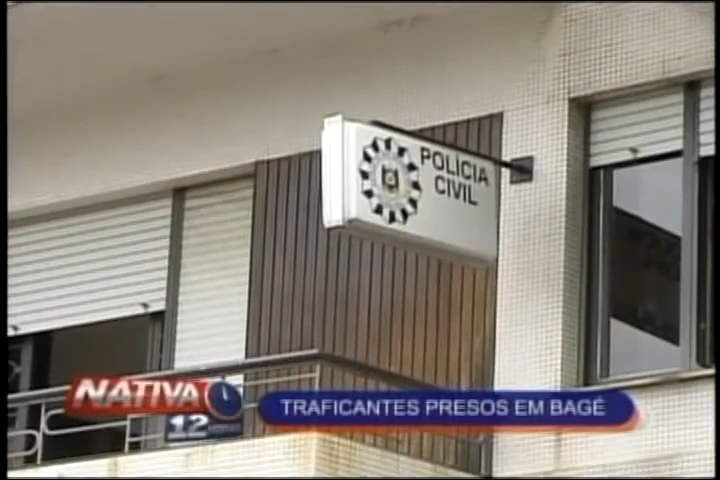 POLÍCIA
CIVIL
NATIVA
12
TRAFICANTES PRESOS EM BAGÉ